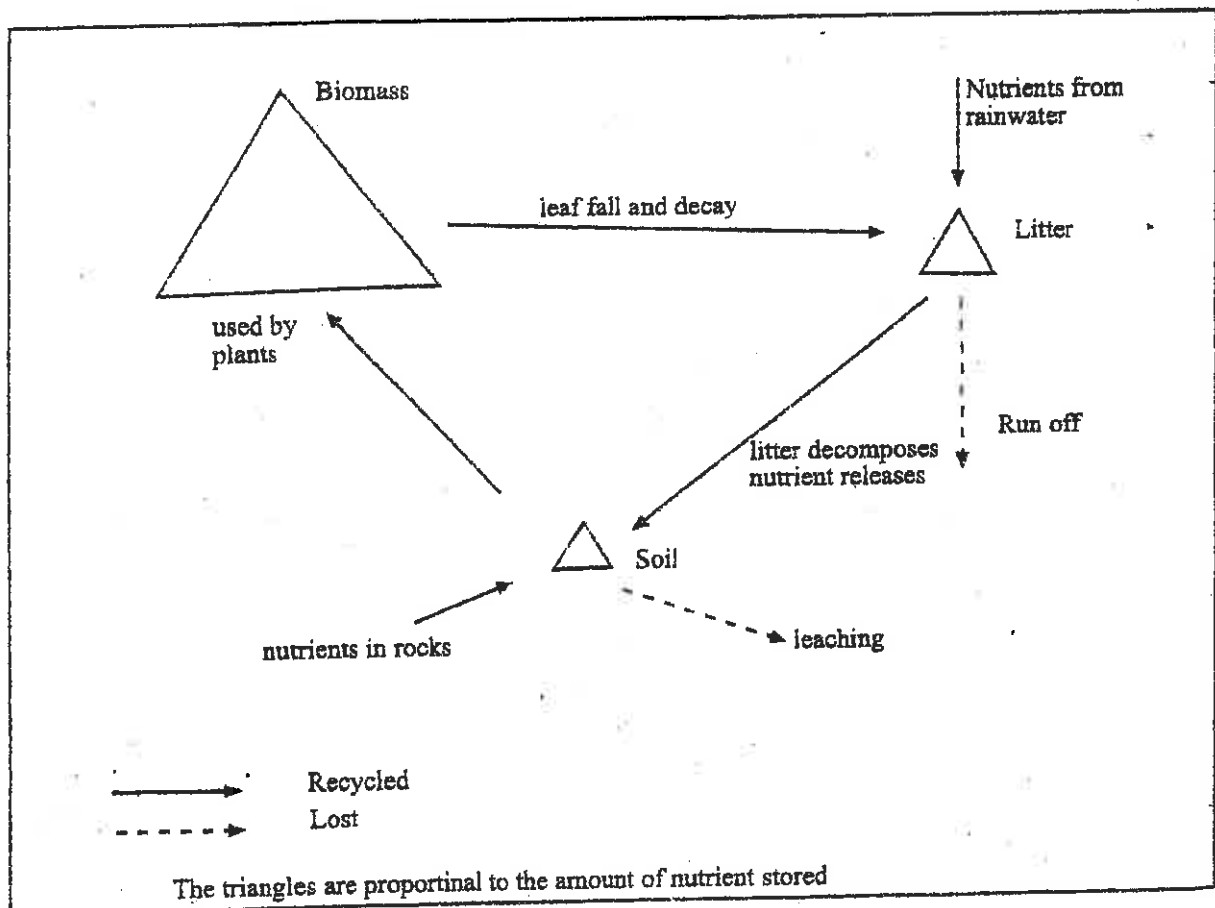 Biomass
Nutrients from
rainwater
leaf fall and decay
Litter
used by
plants
Run off
litter decomposes
nutrient releases
Soil
nutrients in rocks
leaching
Recycled
Lost
The triangles are proportinal to the amount of nutrient stored